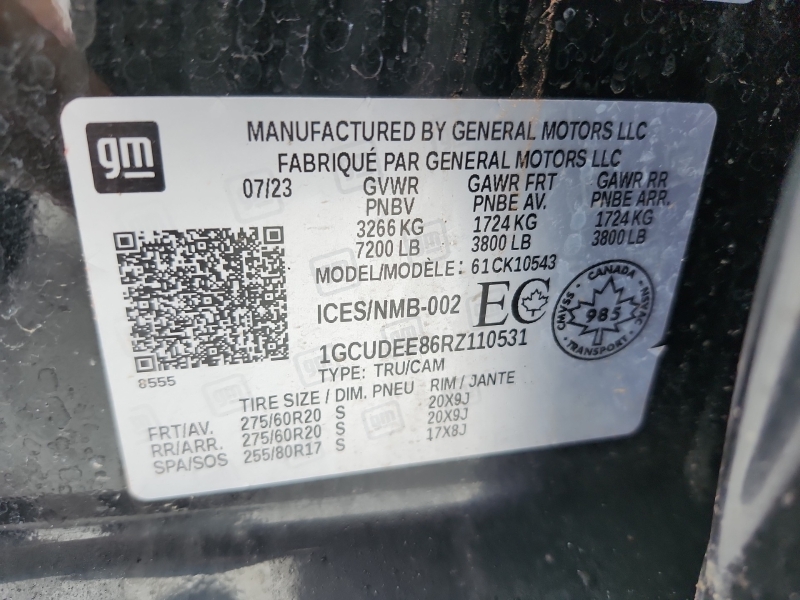 gm
MANUFACTURED BY GENERAL MOTORS LLC
FABRIQUÉ PAR GENERAL MOTORS LLC
07/23 GVWR GAWR FRT GAWR RR
PNBV PNBE AV. PNBE ARR.
3266 KG 1724 KG 1724 KG
7200 LB 3800 LB 3800 LB
MODEL/MODÈLE: 61CK10543
ICES/NMB-002 EC
CANADA
CMVSS - NSVAC
985
TRANSPORT
1GCUDEE86RZ110531
8555
TYPE: TRU/CAM
TIRE SIZE / DIM. PNEU RIM / JANTE
FRT/AV. 275/60R20 S 20X9J
RR/ARR. 275/60R20 S 20X9J
SPA/SOS 255/80R17 S 17X8J